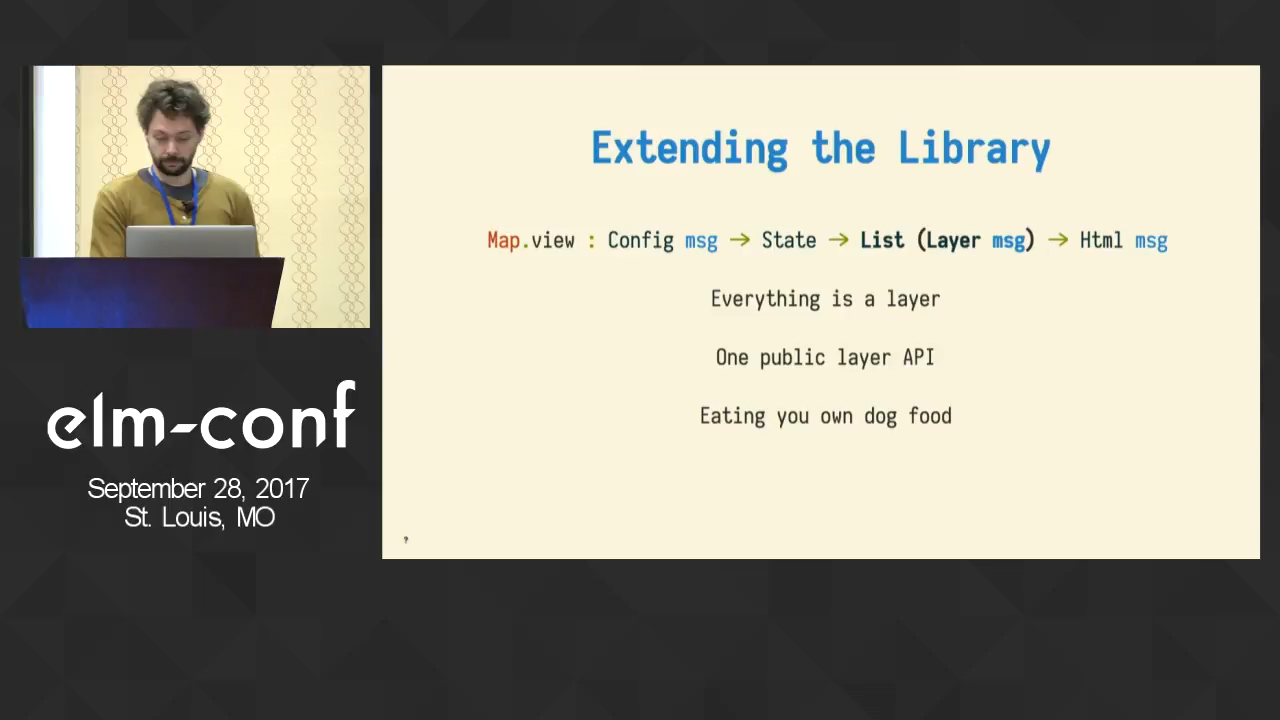 Extending the Library
Map.view : Config msg → State → List (Layer msg) → Html msg
Everything is a layer
One public layer API
Eating you own dog food
elm-conf
September 28, 2017
St. Louis, MO